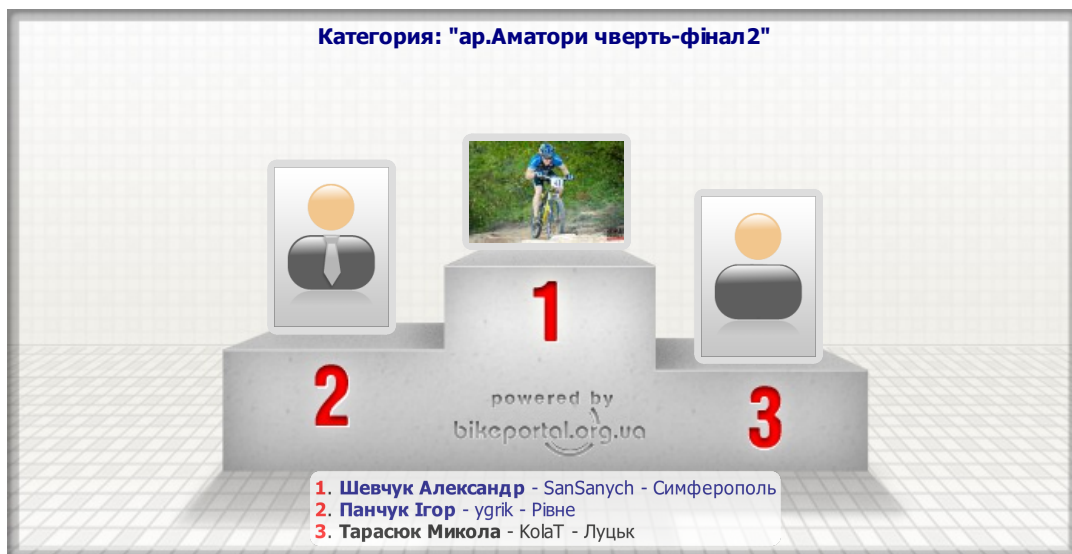 Категория: "ар.Аматори чверть-фінал2"
1
2
3
powered by
bikeportal.org.ua
1. Шевчук Александр - SanSanych - Симферополь
2. Панчук Ігор - ygrik - Рівне
3. Тарасюк Микола - KolaT - Луцьк